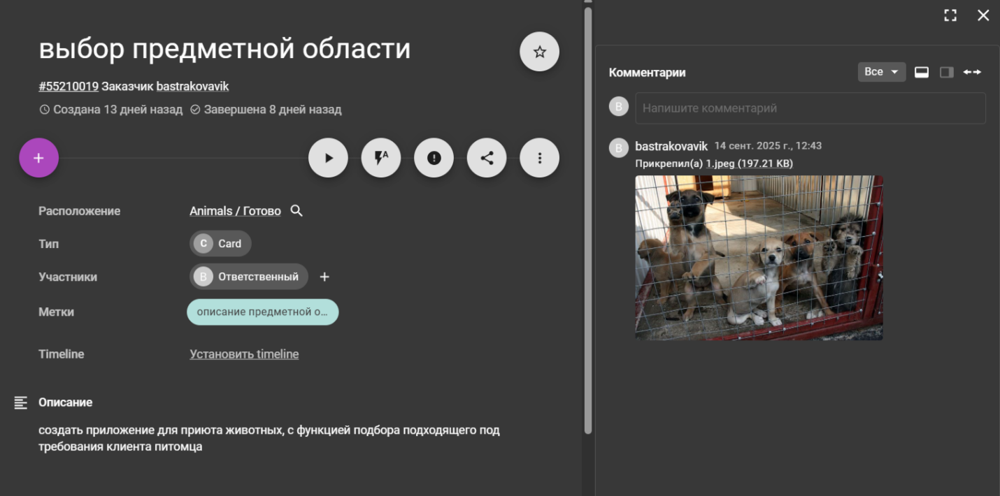 выбор предметной области
#55210019 Заказчик bastrakovavik
Создана 13 дней назад Завершена 8 дней назад
Расположение Animals / Готово
Тип C Card
Участники B Ответственный
Метки описание предметной о...
Timeline Установить timeline
Описание
создать приложение для приюта животных, с функцией подбора подходящего под
требования клиента питомца
Комментарии Все
B Напишите комментарий
B bastrakovavik 14 сент. 2025 г., 12:43
Прикрепил(а) 1.jpeg (197.21 KB)